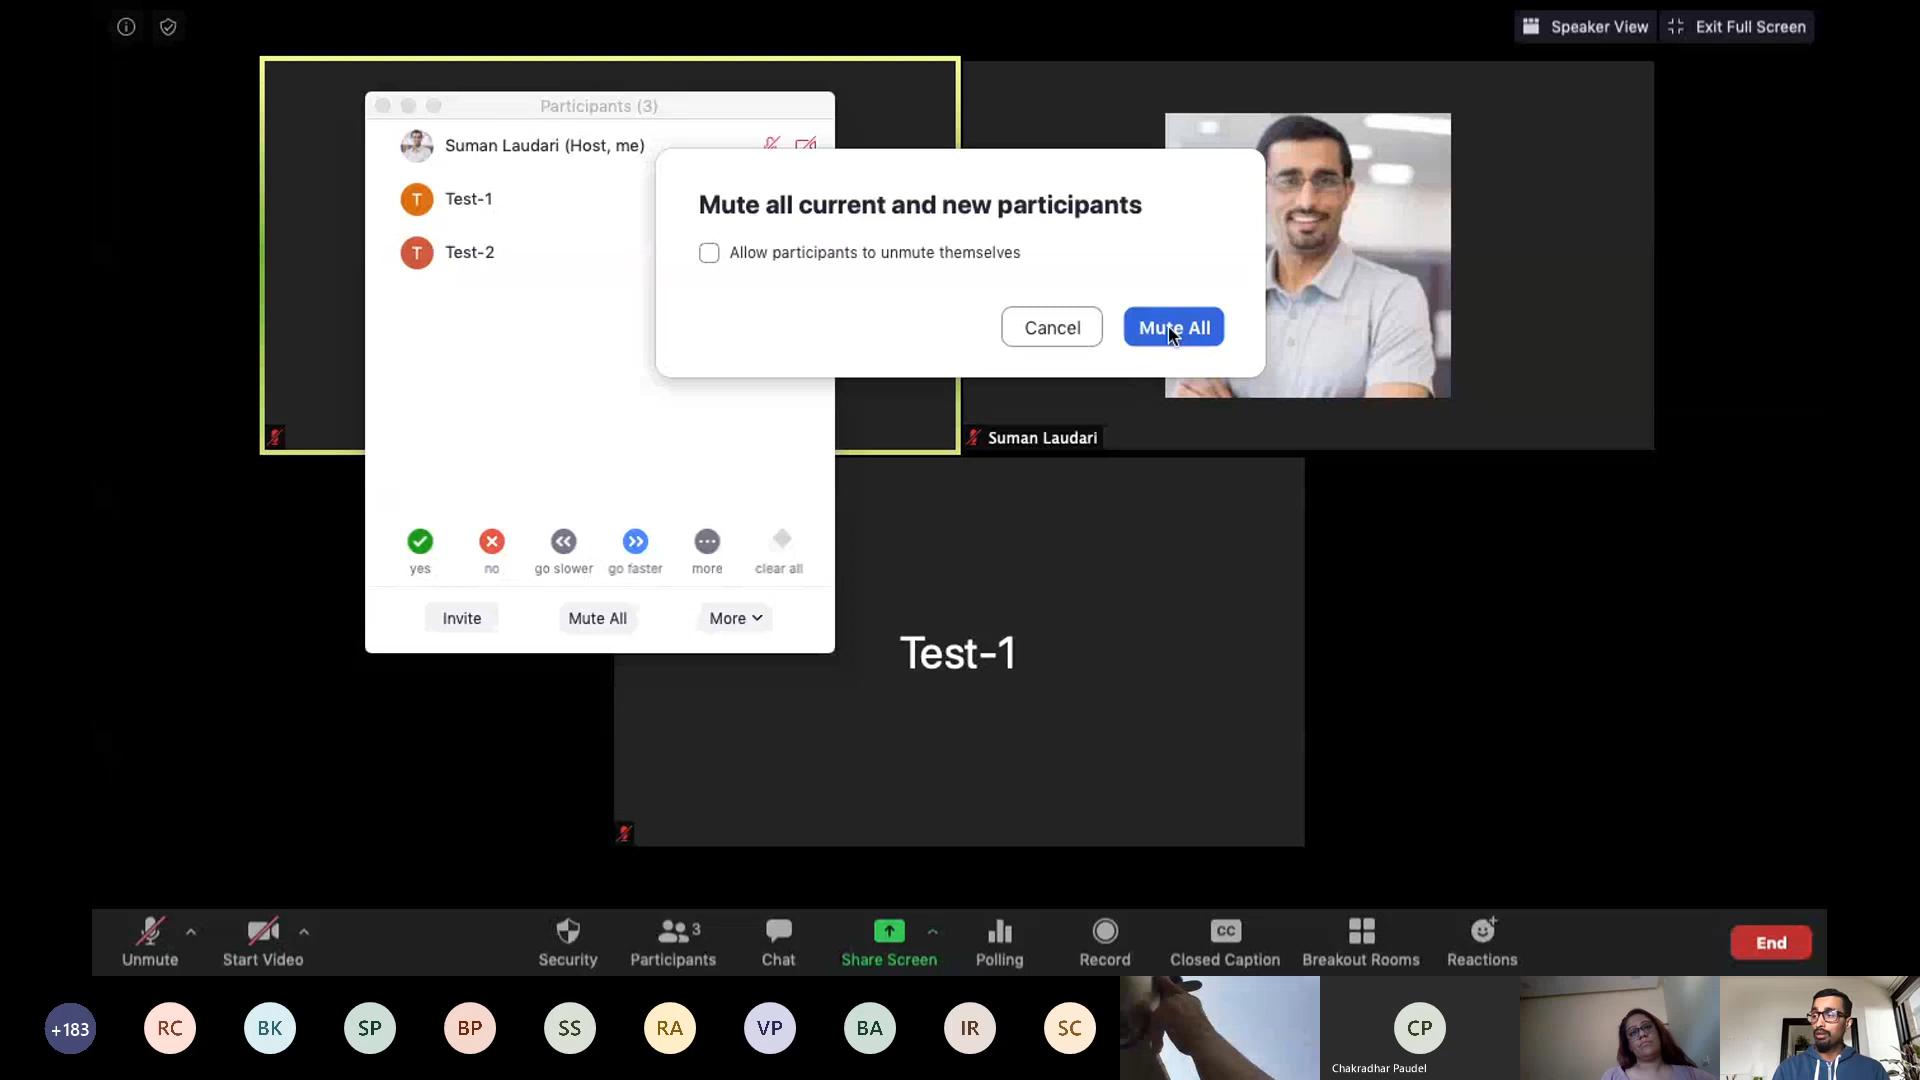 Speaker View
Exit Full Screen
Participants (3)
Suman Laudari (Host, me)
T
Test-1
T
Test-2
Mute all current and new participants
Allow participants to unmute themselves
Cancel
Mute All
Suman Laudari
yes
no
go slower
go faster
more
clear all
Invite
Mute All
More
Test-1
Unmute
Start Video
Security
3
Participants
Chat
Share Screen
Polling
Record
CC
Closed Caption
Breakout Rooms
Reactions
End
+183
RC
BK
SP
BP
SS
RA
VP
BA
IR
SC
CP
Chakradhar Paudel